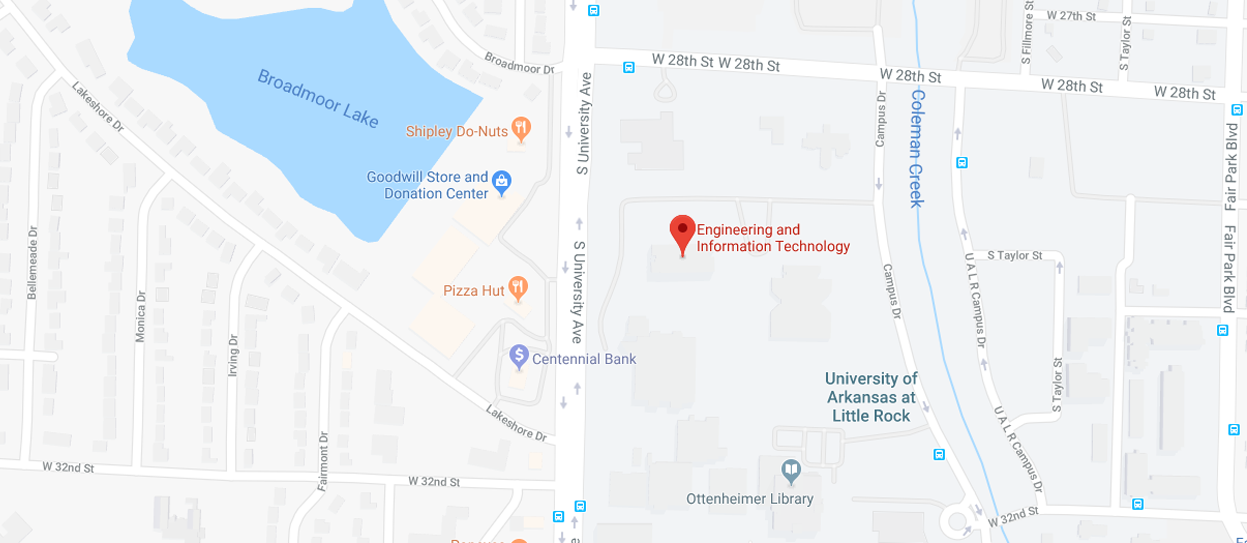 W 27th St
S Fillmore St
S Taylor St
Broadmoor Dr
W 28th St W 28th St
W 28th St
W 28th St
W 28th St
Broadmoor Lake
Lakeshore Dr
S University Ave
Campus Dr
Coleman Creek
Shipley Do-Nuts
Goodwill Store and
Donation Center
Fair Park Blvd
Fair Park Blvd
Engineering and
Information Technology
Bellemeade Dr
S University Ave
S Taylor St
U A L R Campus Dr
Campus Dr
Monica Dr
Pizza Hut
Irving Dr
Centennial Bank
University of
Arkansas at
Little Rock
S Taylor St
Lakeshore Dr
U A L R Campus Dr
Fairmont Dr
W 32nd St
W 32nd St
Ottenheimer Library
W 32nd St